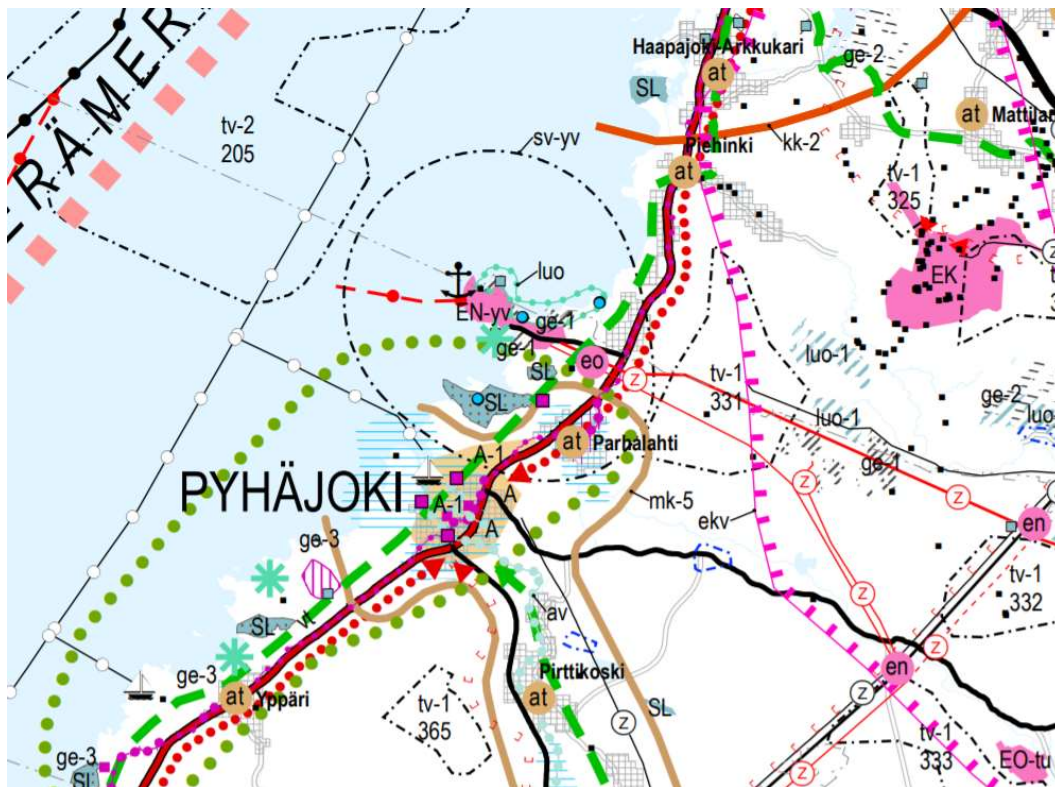 ERÄMER
Haapajoki-Arkkukari
at
SL
ge-2
at
Mattilan
tv-2
205
sv-yv
kk-2
Piehinki
at
tv-1
325
EK
z
luo
EN-yv
ge-1
ge-1
eo
SL
z
tv-1
331
luo-1
luo-1
ge-2
luo
SL
at
Parhalahti
A-1
ge-1
PYHÄJOKI
A-1
A
A
mk-5
z
z
ekv
en
ge-3
tv-1
332
av
SL
vt
z
en
Pirttikoski
at
ge-3
at
Yppäri
tv-1
365
z
SL
z
tv-1
333
EO-tu
ge-3
SL
z